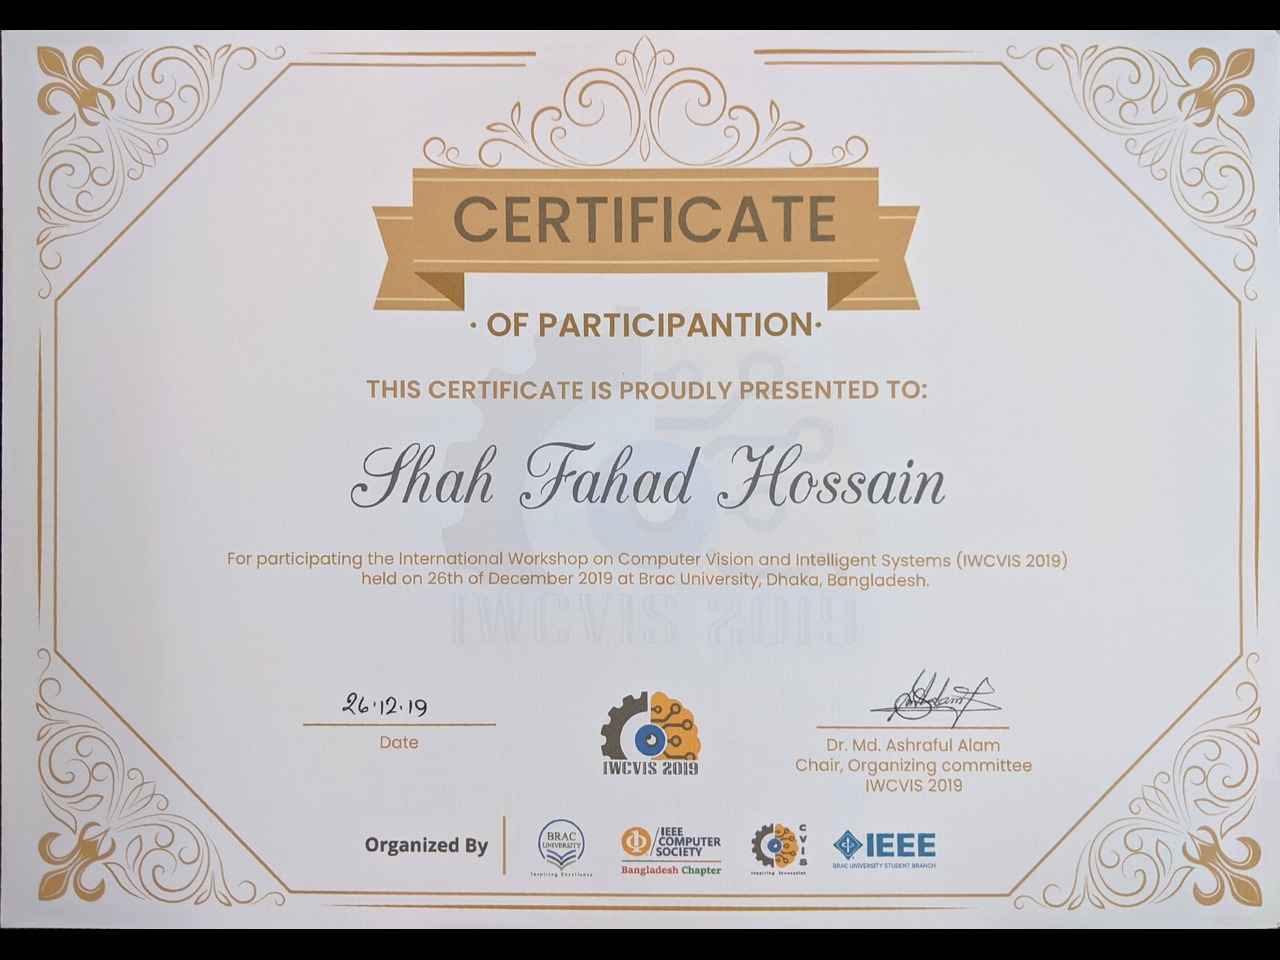 CERTIFICATE
· OF PARTICIPANTION·
THIS CERTIFICATE IS PROUDLY PRESENTED TO:
Shah Fahad Hossain
For participating the International Workshop on Computer Vision and Intelligent Systems (IWCVIS 2019)
held on 26th of December 2019 at Brac University, Dhaka, Bangladesh.
IWCVIS 2019
26·12·19
Date
IWCVIS 2019
Dr. Md. Ashraful Alam
Chair, Organizing committee
IWCVIS 2019
Organized By
BRAC
UNIVERSITY
Inspiring Excellence
IEEE
COMPUTER
SOCIETY
Bangladesh Chapter
CVIS
Inspiring Innovation
IEEE
BRAC UNIVERSITY STUDENT BRANCH